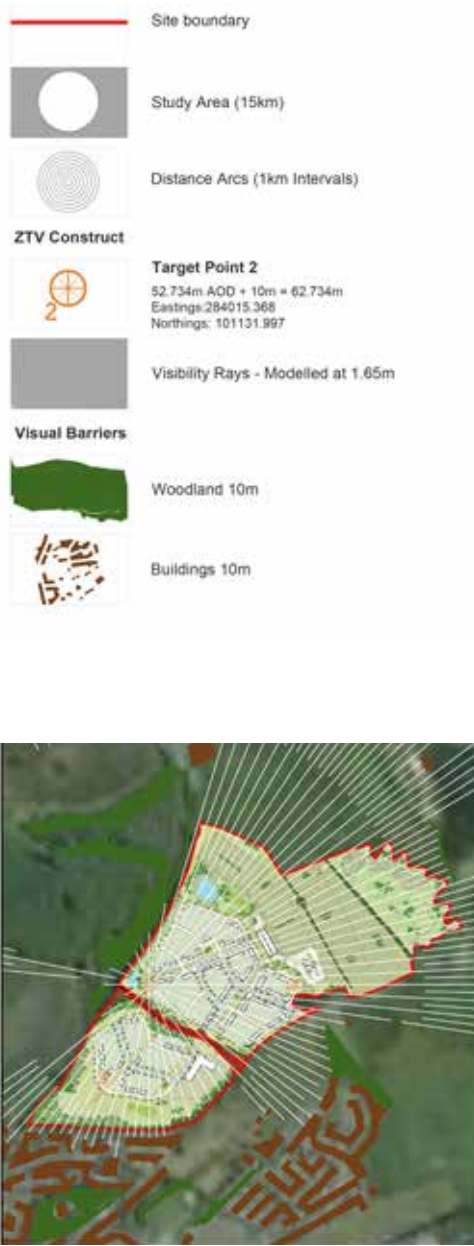 Site boundary
Study Area (15km)
Distance Arcs (1km Intervals)
ZTV Construct
Target Point 2
52.734m AOD + 10m = 62.734m
Eastings:284015.368
Northings: 101131.997
2
Visibility Rays - Modelled at 1.65m
Visual Barriers
Woodland 10m
Buildings 10m